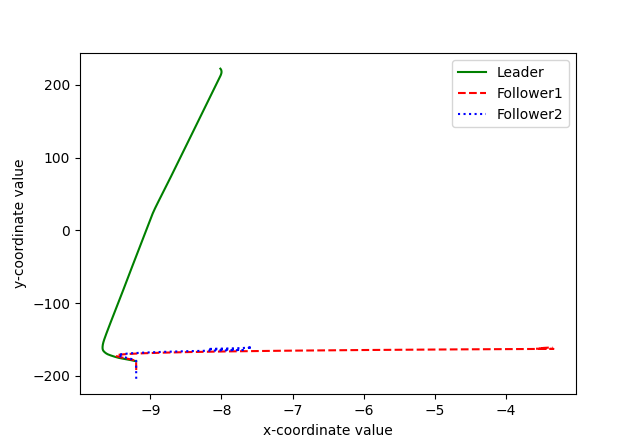 Leader
Follower1
Follower2
200
100
0
−100
−200
y-coordinate value
−9
−8
−7
−6
−5
−4
x-coordinate value